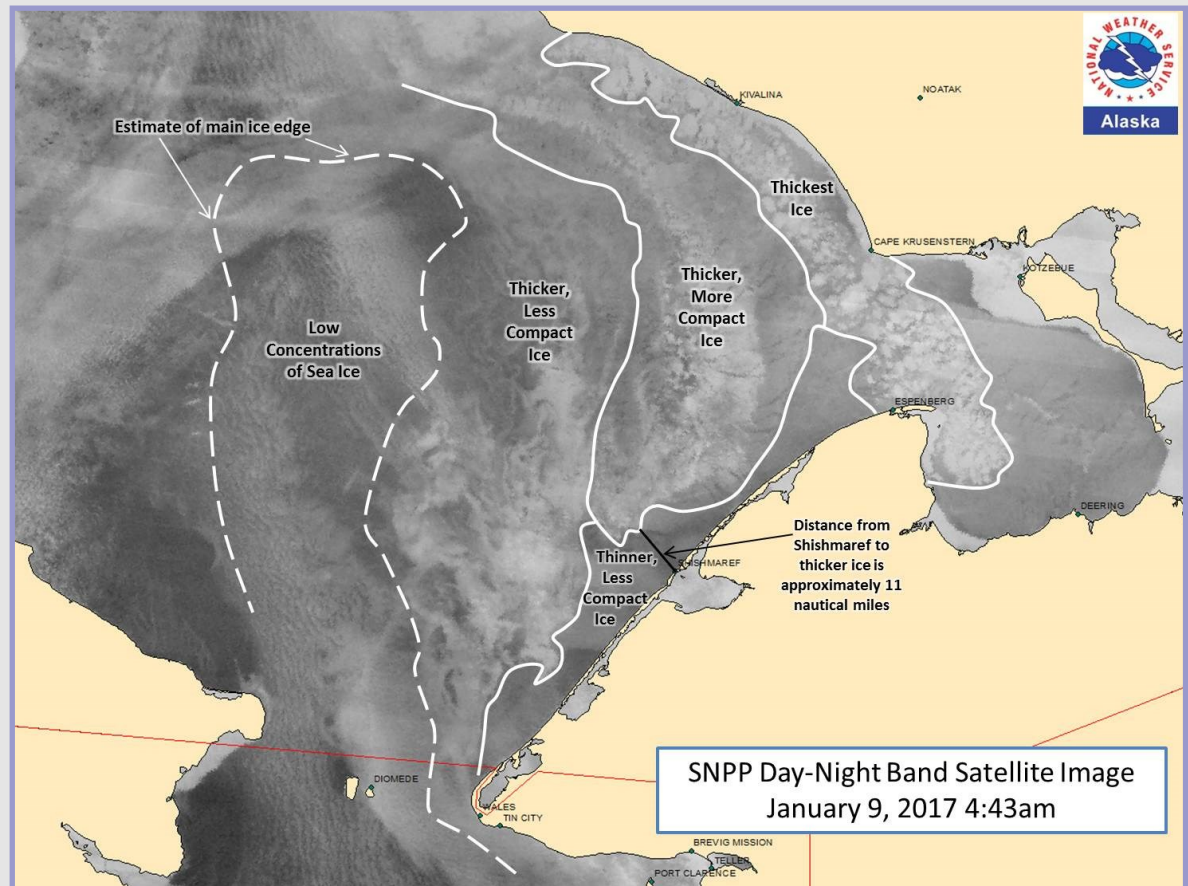 NATIONAL WEATHER SERVICE
Alaska
KIVALINA
NOATAK
Estimate of main ice edge
Thickest
Ice
CAPE KRUSENSTERN
KOTZEBUE
Thicker,
Less
Compact
Ice
Thicker,
More
Compact
Ice
Low
Concentrations
of Sea Ice
ESPENBERG
DEERING
Distance from
Shishmaref to
thicker ice is
approximately 11
nautical miles
SHISHMAREF
Thinner,
Less
Compact
Ice
SNPP Day-Night Band Satellite Image
January 9, 2017 4:43am
DIOMEDE
WALES
TIN CITY
BREVIG MISSION
TELLER
PORT CLARENCE